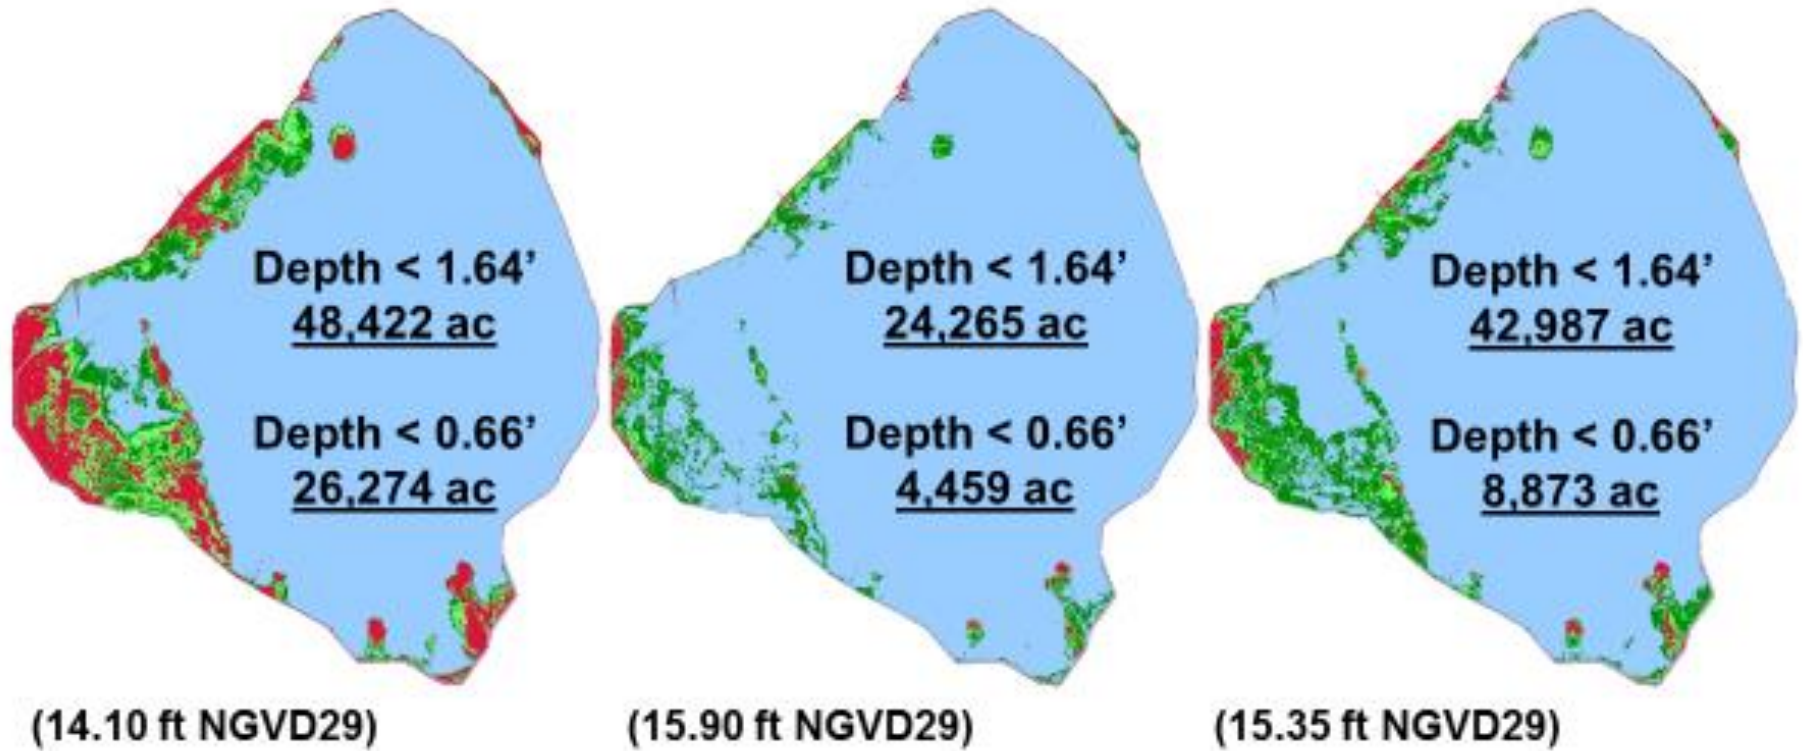 Depth < 1.64’
48,422 ac
Depth < 0.66’
26,274 ac
(14.10 ft NGVD29)
Depth < 1.64’
24,265 ac
Depth < 0.66’
4,459 ac
(15.90 ft NGVD29)
Depth < 1.64’
42,987 ac
Depth < 0.66’
8,873 ac
(15.35 ft NGVD29)